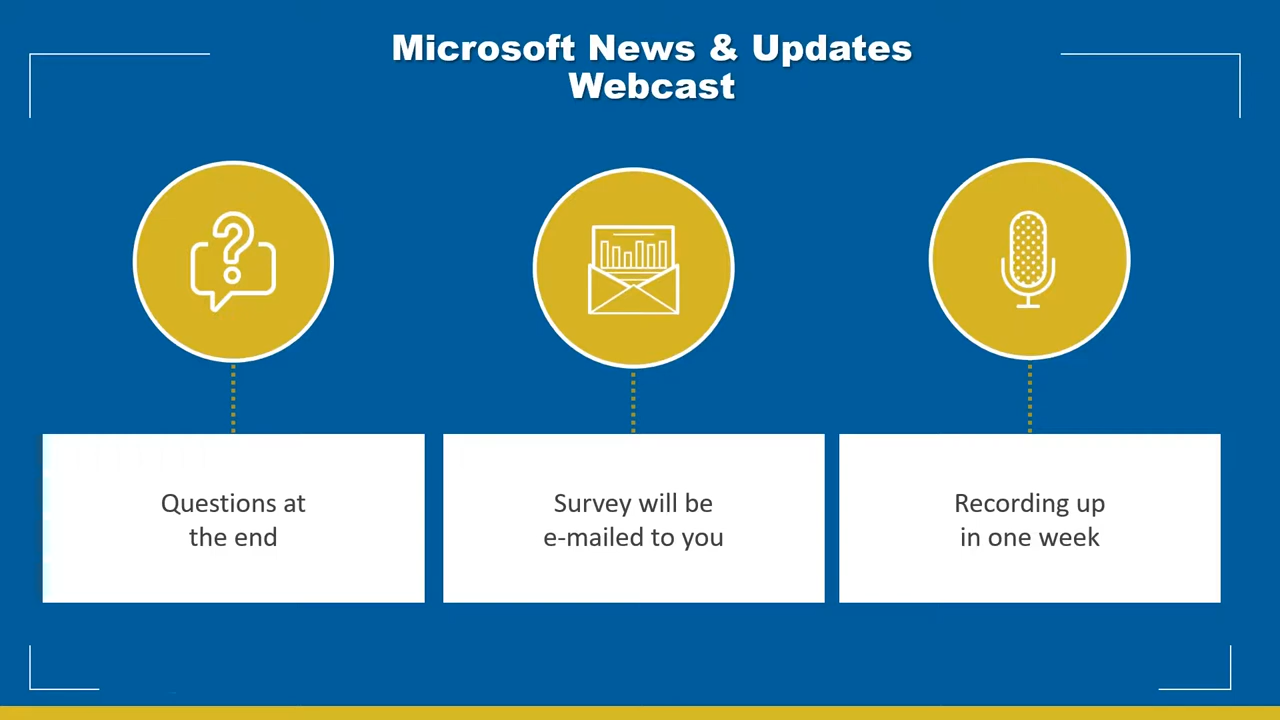 Microsoft News & Updates
Webcast
Questions at
the end
Survey will be
e-mailed to you
Recording up
in one week